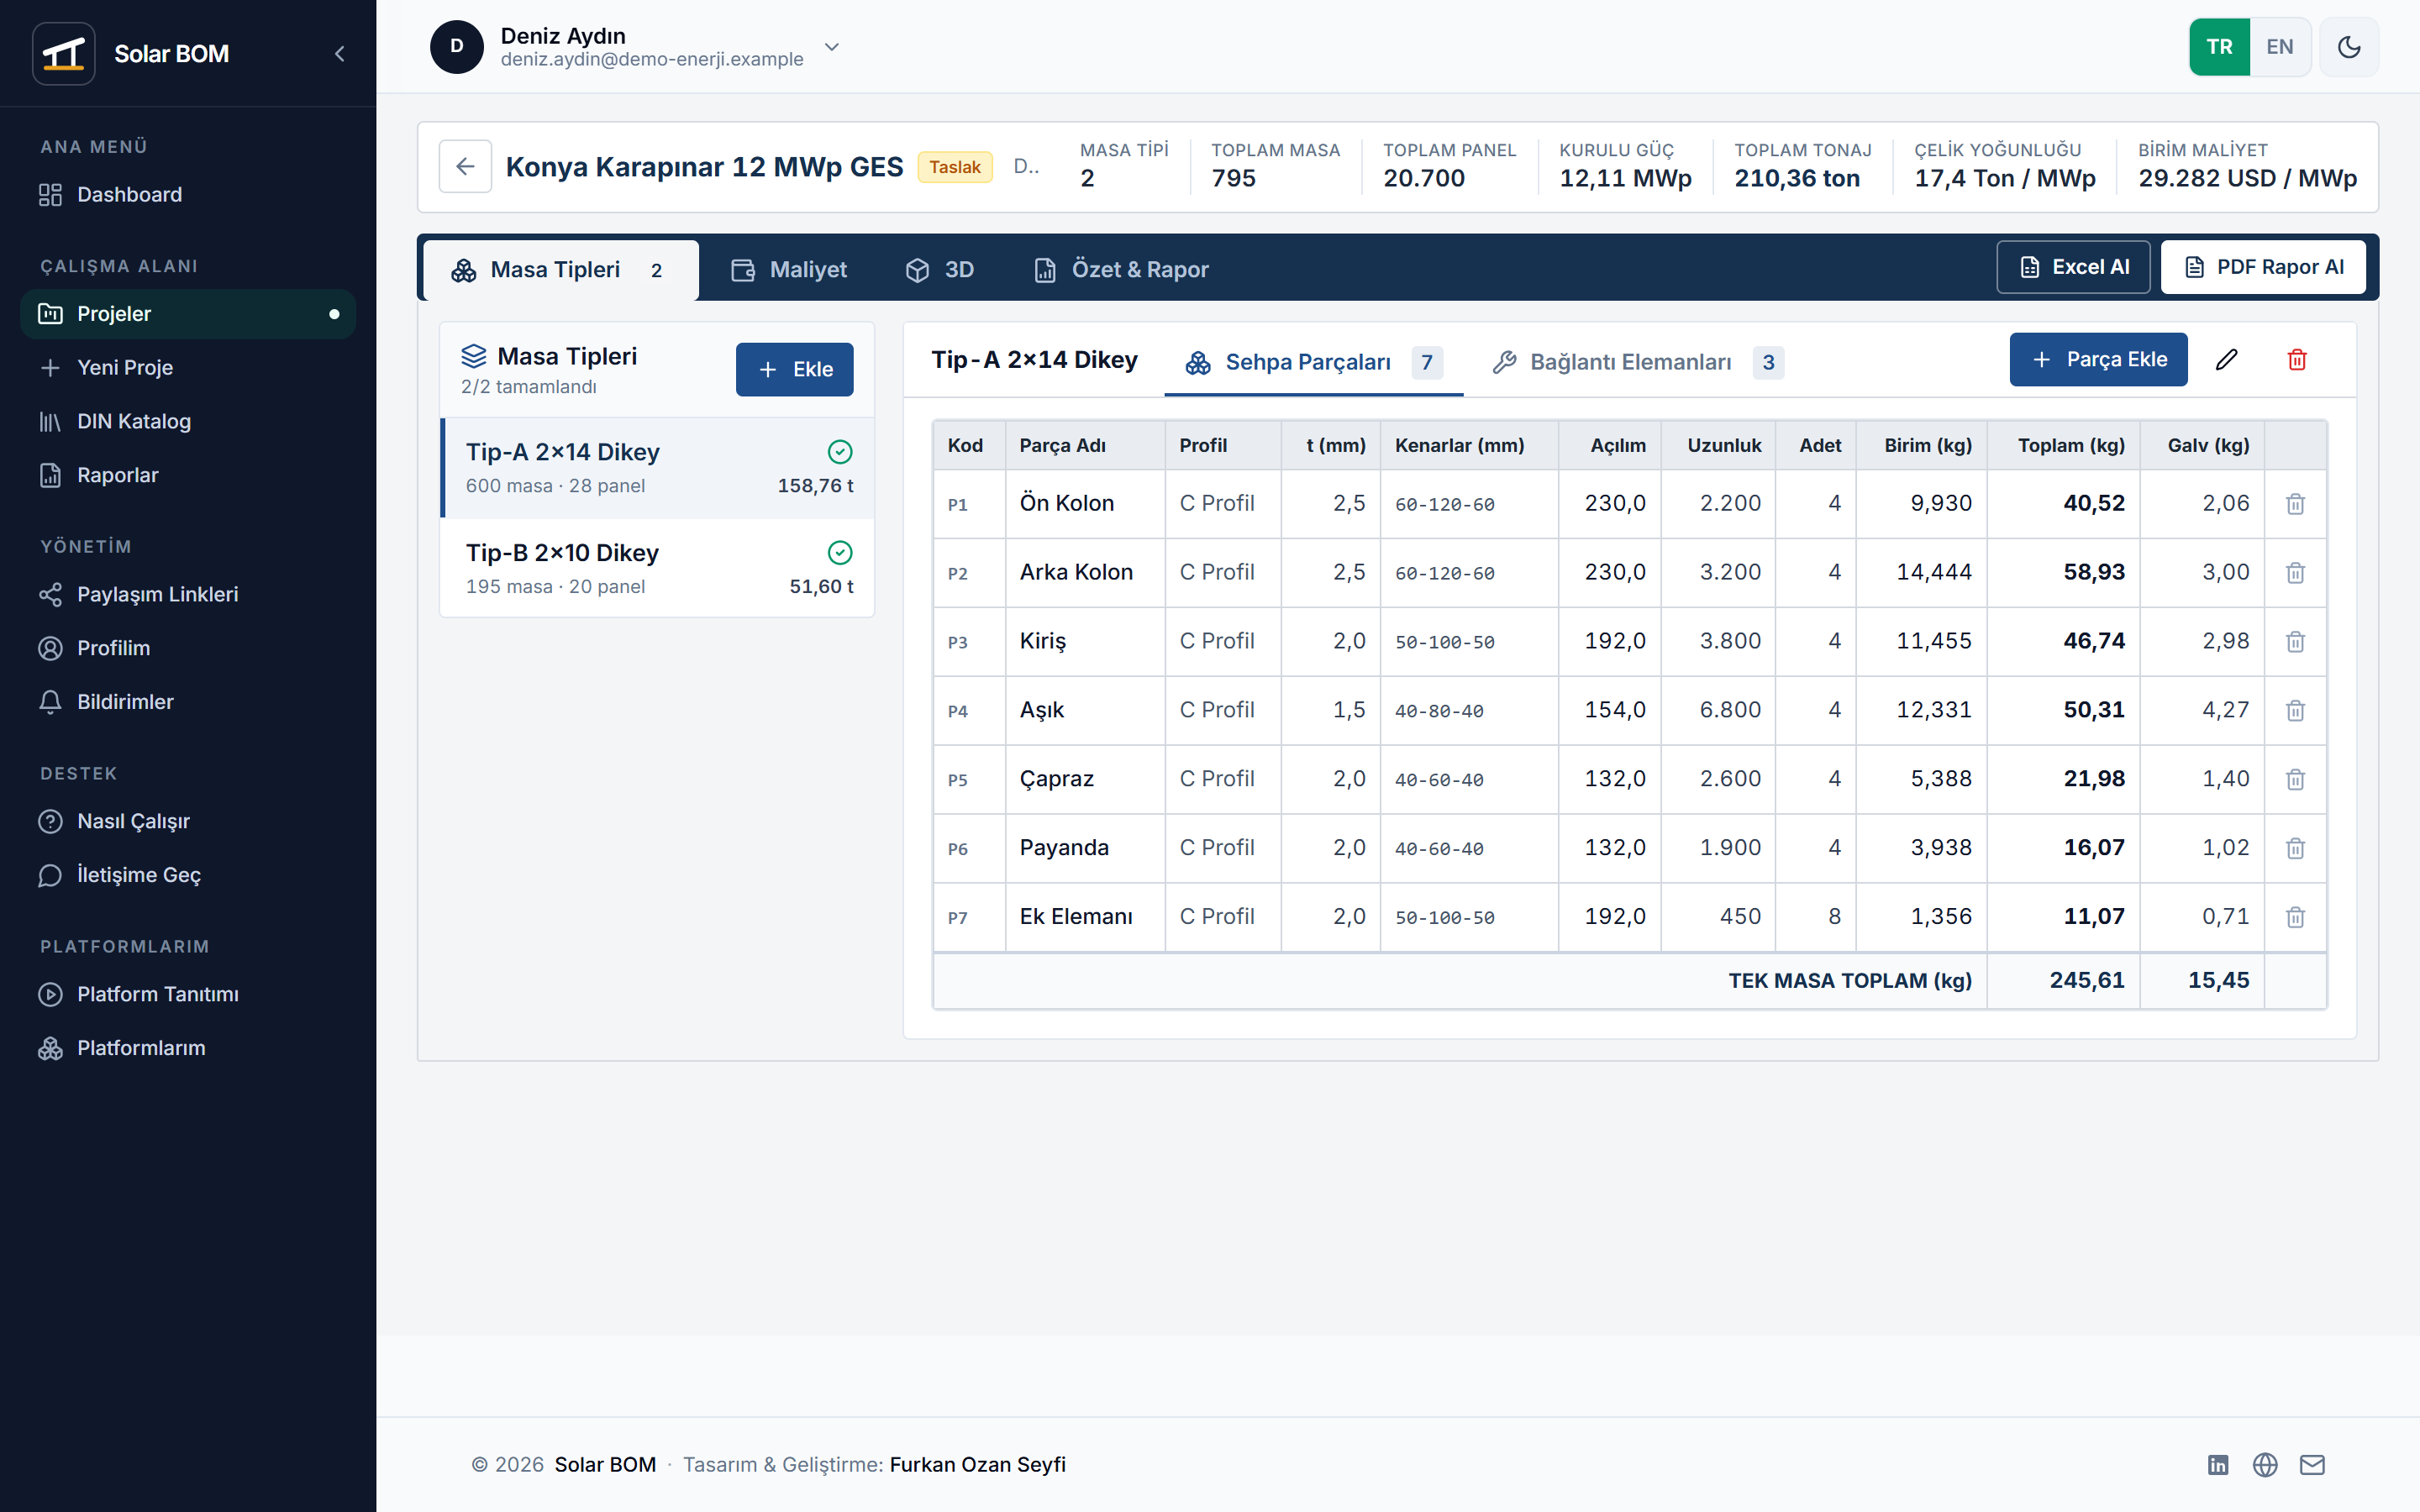 Solar BOM
ANA MENÜ
Dashboard
ÇALIŞMA ALANI
Projeler
Yeni Proje
DIN Katalog
Raporlar
YÖNETİM
Paylaşım Linkleri
Profilim
Bildirimler
DESTEK
Nasıl Çalışır
İletişime Geç
PLATFORMLARIM
Platform Tanıtımı
Platformlarım
D
Deniz Aydın
deniz.aydin@demo-enerji.example
TR EN
Konya Karapınar 12 MWp GES Taslak D..
MASA TİPİ 2
TOPLAM MASA 795
TOPLAM PANEL 20.700
KURULU GÜÇ 12,11 MWp
TOPLAM TONAJ 210,36 ton
ÇELİK YOĞUNLUĞU 17,4 Ton / MWp
BİRİM MALİYET 29.282 USD / MWp
Masa Tipleri 2 Maliyet 3D Özet & Rapor Excel Al PDF Rapor Al
Masa Tipleri
2/2 tamamlandı
+ Ekle
Tip-A 2×14 Dikey
600 masa · 28 panel 158,76 t
Tip-B 2×10 Dikey
195 masa · 20 panel 51,60 t
Tip-A 2×14 Dikey Sehpa Parçaları 7 Bağlantı Elemanları 3 + Parça Ekle
Kod Parça Adı Profil t (mm) Kenarlar (mm) Açılım Uzunluk Adet Birim (kg) Toplam (kg) Galv (kg)
P1 Ön Kolon C Profil 2,5 60-120-60 230,0 2.200 4 9,930 40,52 2,06
P2 Arka Kolon C Profil 2,5 60-120-60 230,0 3.200 4 14,444 58,93 3,00
P3 Kiriş C Profil 2,0 50-100-50 192,0 3.800 4 11,455 46,74 2,98
P4 Aşık C Profil 1,5 40-80-40 154,0 6.800 4 12,331 50,31 4,27
P5 Çapraz C Profil 2,0 40-60-40 132,0 2.600 4 5,388 21,98 1,40
P6 Payanda C Profil 2,0 40-60-40 132,0 1.900 4 3,938 16,07 1,02
P7 Ek Elemanı C Profil 2,0 50-100-50 192,0 450 8 1,356 11,07 0,71
TEK MASA TOPLAM (kg) 245,61 15,45
© 2026 Solar BOM · Tasarım & Geliştirme: Furkan Ozan Seyfi